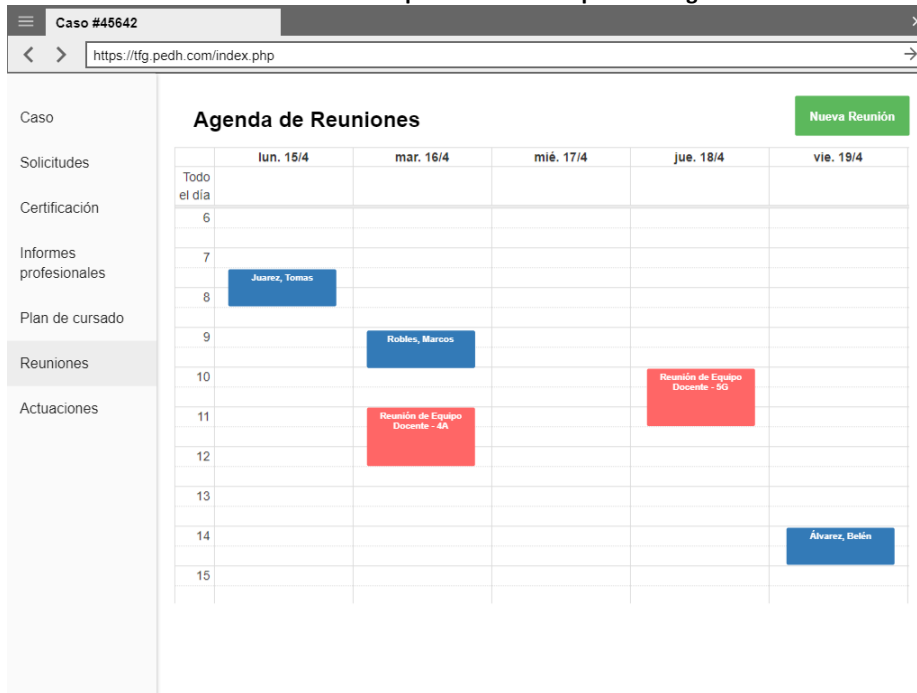 Caso #45642
https://tfg.pedh.com/index.php
Caso
Solicitudes
Certificación
Informes
profesionales
Plan de cursado
Reuniones
Actuaciones
Agenda de Reuniones
Nueva Reunión
lun. 15/4 mar. 16/4 mié. 17/4 jue. 18/4 vie. 19/4
Todo
el día
6
7
Juarez, Tomas
8
9
Robles, Marcos
10
Reunión de Equipo
Docente - 5G
11
Reunión de Equipo
Docente - 4A
12
13
14
Álvarez, Belén
15